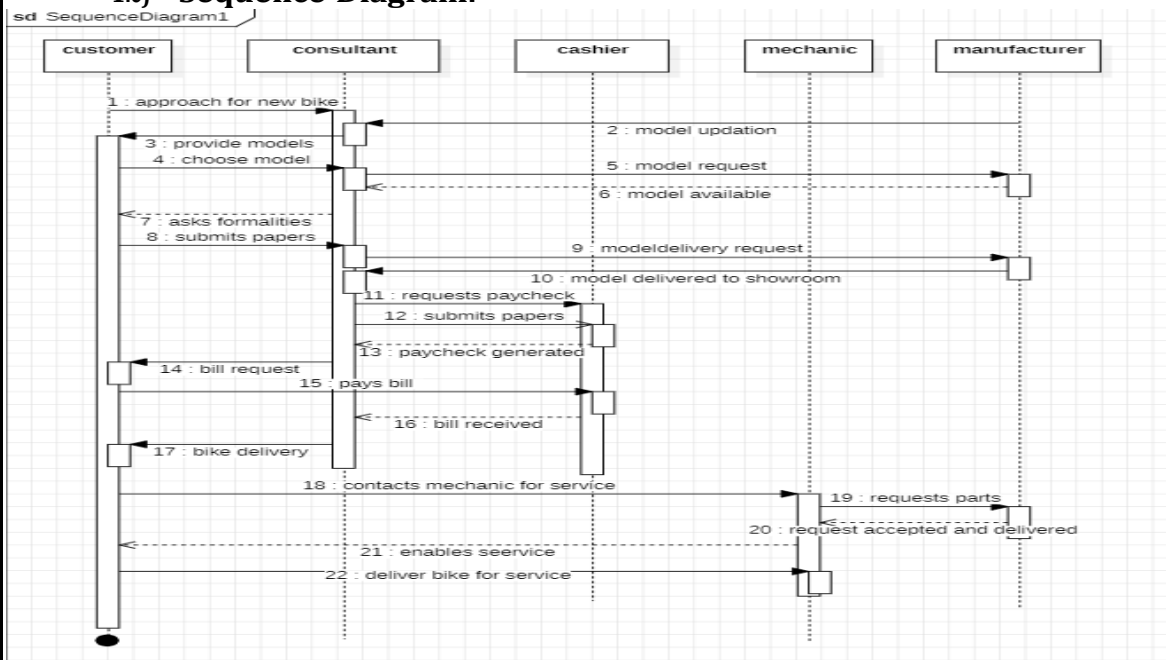 Sequence Diagram:
sd SequenceDiagram1
customer consultant cashier mechanic manufacturer
1 : approach for new bike
2 : model updation
3 : provide models
4 : choose model
5 : model request
6 : model available
7 : asks formalities
8 : submits papers
9 : modeldelivery request
10 : model delivered to showroom
11 : requests paycheck
12 : submits papers
13 : paycheck generated
14 : bill request
15 : pays bill
16 : bill received
17 : bike delivery
18 : contacts mechanic for service
19 : requests parts
20 : request accepted and delivered
21 : enables seervice
22 : deliver bike for service